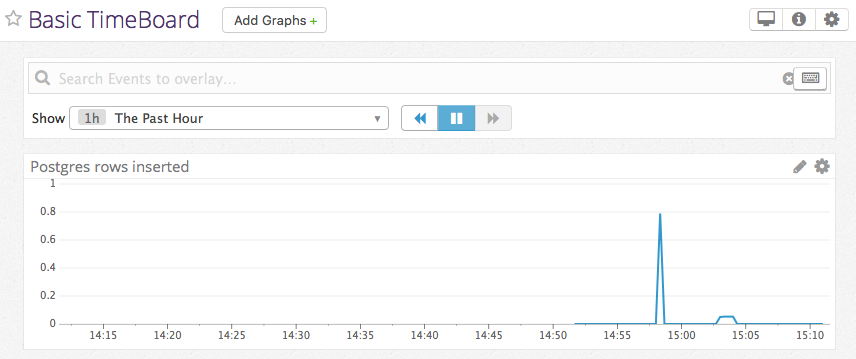 Basic TimeBoard Add Graphs +
Search Events to overlay...
Show 1h The Past Hour
Postgres rows inserted
1
0.8
0.6
0.4
0.2
0
14:15 14:20 14:25 14:30 14:35 14:40 14:45 14:50 14:55 15:00 15:05 15:10